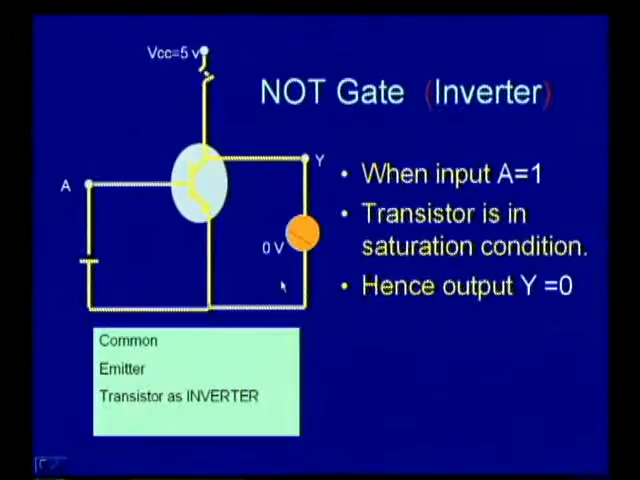 Vcc=5 v
NOT Gate (Inverter)
A
Y
0 V
• When input A=1
• Transistor is in
saturation condition.
• Hence output Y =0
Common
Emitter
Transistor as INVERTER